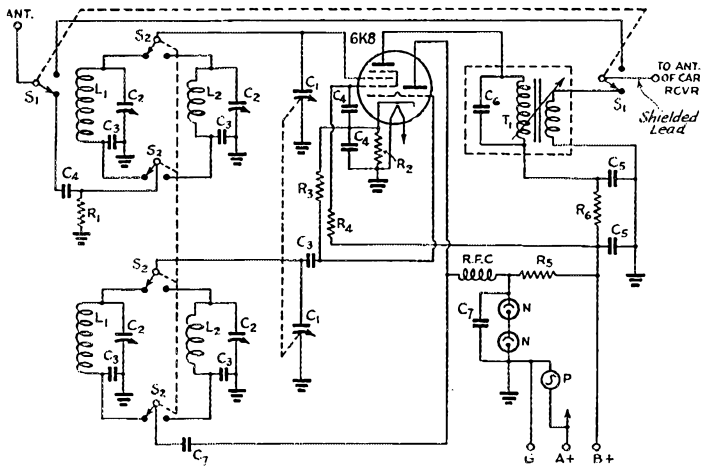 ANT.
S1
L1
C2
C3
S2
L2
C2
C3
C1
6K8
C4
C4
R2
C6
T1
S1
TO ANT.
OF CAR
RCVR
Shielded
Lead
C4
R1
S2
R3
R4
C5
R6
C5
S2
C3
C1
R.F.C
R5
L1
C2
C3
L2
C2
C3
C7
N
N
P
S2
C7
G
A+
B+